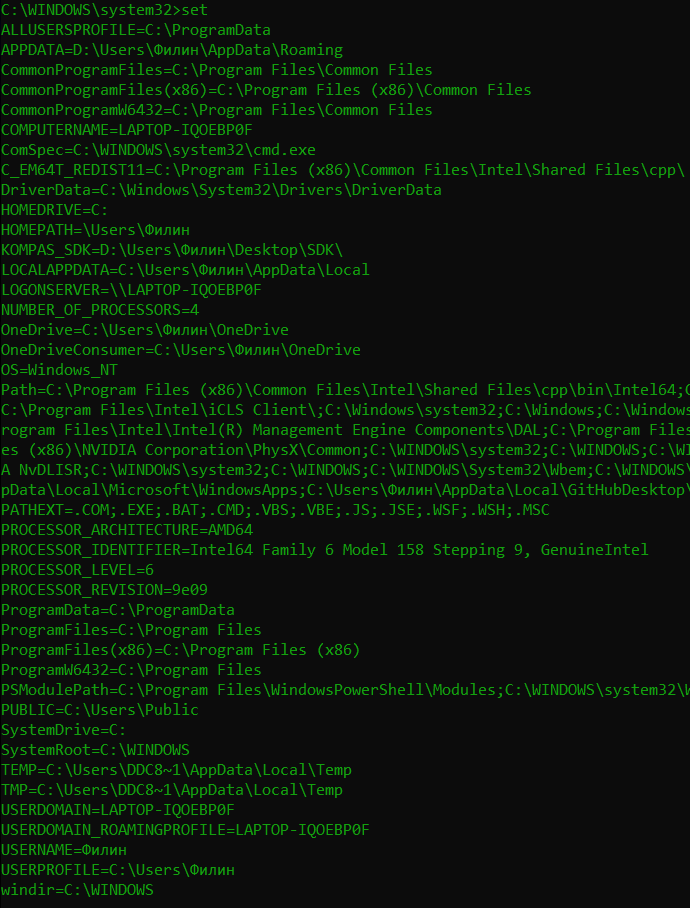 C:\WINDOWS\system32>set
ALLUSERSPROFILE=C:\ProgramData
APPDATA=D:\Users\Филин\AppData\Roaming
CommonProgramFiles=C:\Program Files\Common Files
CommonProgramFiles(x86)=C:\Program Files (x86)\Common Files
CommonProgramW6432=C:\Program Files\Common Files
COMPUTERNAME=LAPTOP-IQOEBP0F
ComSpec=C:\WINDOWS\system32\cmd.exe
C_EM64T_REDIST11=C:\Program Files (x86)\Common Files\Intel\Shared Files\cpp\
DriverData=C:\Windows\System32\Drivers\DriverData
HOMEDRIVE=C:
HOMEPATH=\Users\Филин
KOMPAS_SDK=D:\Users\Филин\Desktop\SDK\
LOCALAPPDATA=C:\Users\Филин\AppData\Local
LOGONSERVER=\\LAPTOP-IQOEBP0F
NUMBER_OF_PROCESSORS=4
OneDrive=C:\Users\Филин\OneDrive
OneDriveConsumer=C:\Users\Филин\OneDrive
OS=Windows_NT
Path=C:\Program Files (x86)\Common Files\Intel\Shared Files\cpp\bin\Intel64;C
C:\Program Files\Intel\iCLS Client\;C:\Windows\system32;C:\Windows;C:\Windows
rogram Files\Intel\Intel(R) Management Engine Components\DAL;C:\Program Files
es (x86)\NVIDIA Corporation\PhysX\Common;C:\WINDOWS\system32;C:\WINDOWS;C:\WI
A NvDLISR;C:\WINDOWS\system32;C:\WINDOWS;C:\WINDOWS\System32\Wbem;C:\WINDOWS\
pData\Local\Microsoft\WindowsApps;C:\Users\Филин\AppData\Local\GitHubDesktop\
PATHEXT=.COM;.EXE;.BAT;.CMD;.VBS;.VBE;.JS;.JSE;.WSF;.WSH;.MSC
PROCESSOR_ARCHITECTURE=AMD64
PROCESSOR_IDENTIFIER=Intel64 Family 6 Model 158 Stepping 9, GenuineIntel
PROCESSOR_LEVEL=6
PROCESSOR_REVISION=9e09
ProgramData=C:\ProgramData
ProgramFiles=C:\Program Files
ProgramFiles(x86)=C:\Program Files (x86)
ProgramW6432=C:\Program Files
PSModulePath=C:\Program Files\WindowsPowerShell\Modules;C:\WINDOWS\system32\W
PUBLIC=C:\Users\Public
SystemDrive=C:
SystemRoot=C:\WINDOWS
TEMP=C:\Users\DDC8~1\AppData\Local\Temp
TMP=C:\Users\DDC8~1\AppData\Local\Temp
USERDOMAIN=LAPTOP-IQOEBP0F
USERDOMAIN_ROAMINGPROFILE=LAPTOP-IQOEBP0F
USERNAME=Филин
USERPROFILE=C:\Users\Филин
windir=C:\WINDOWS